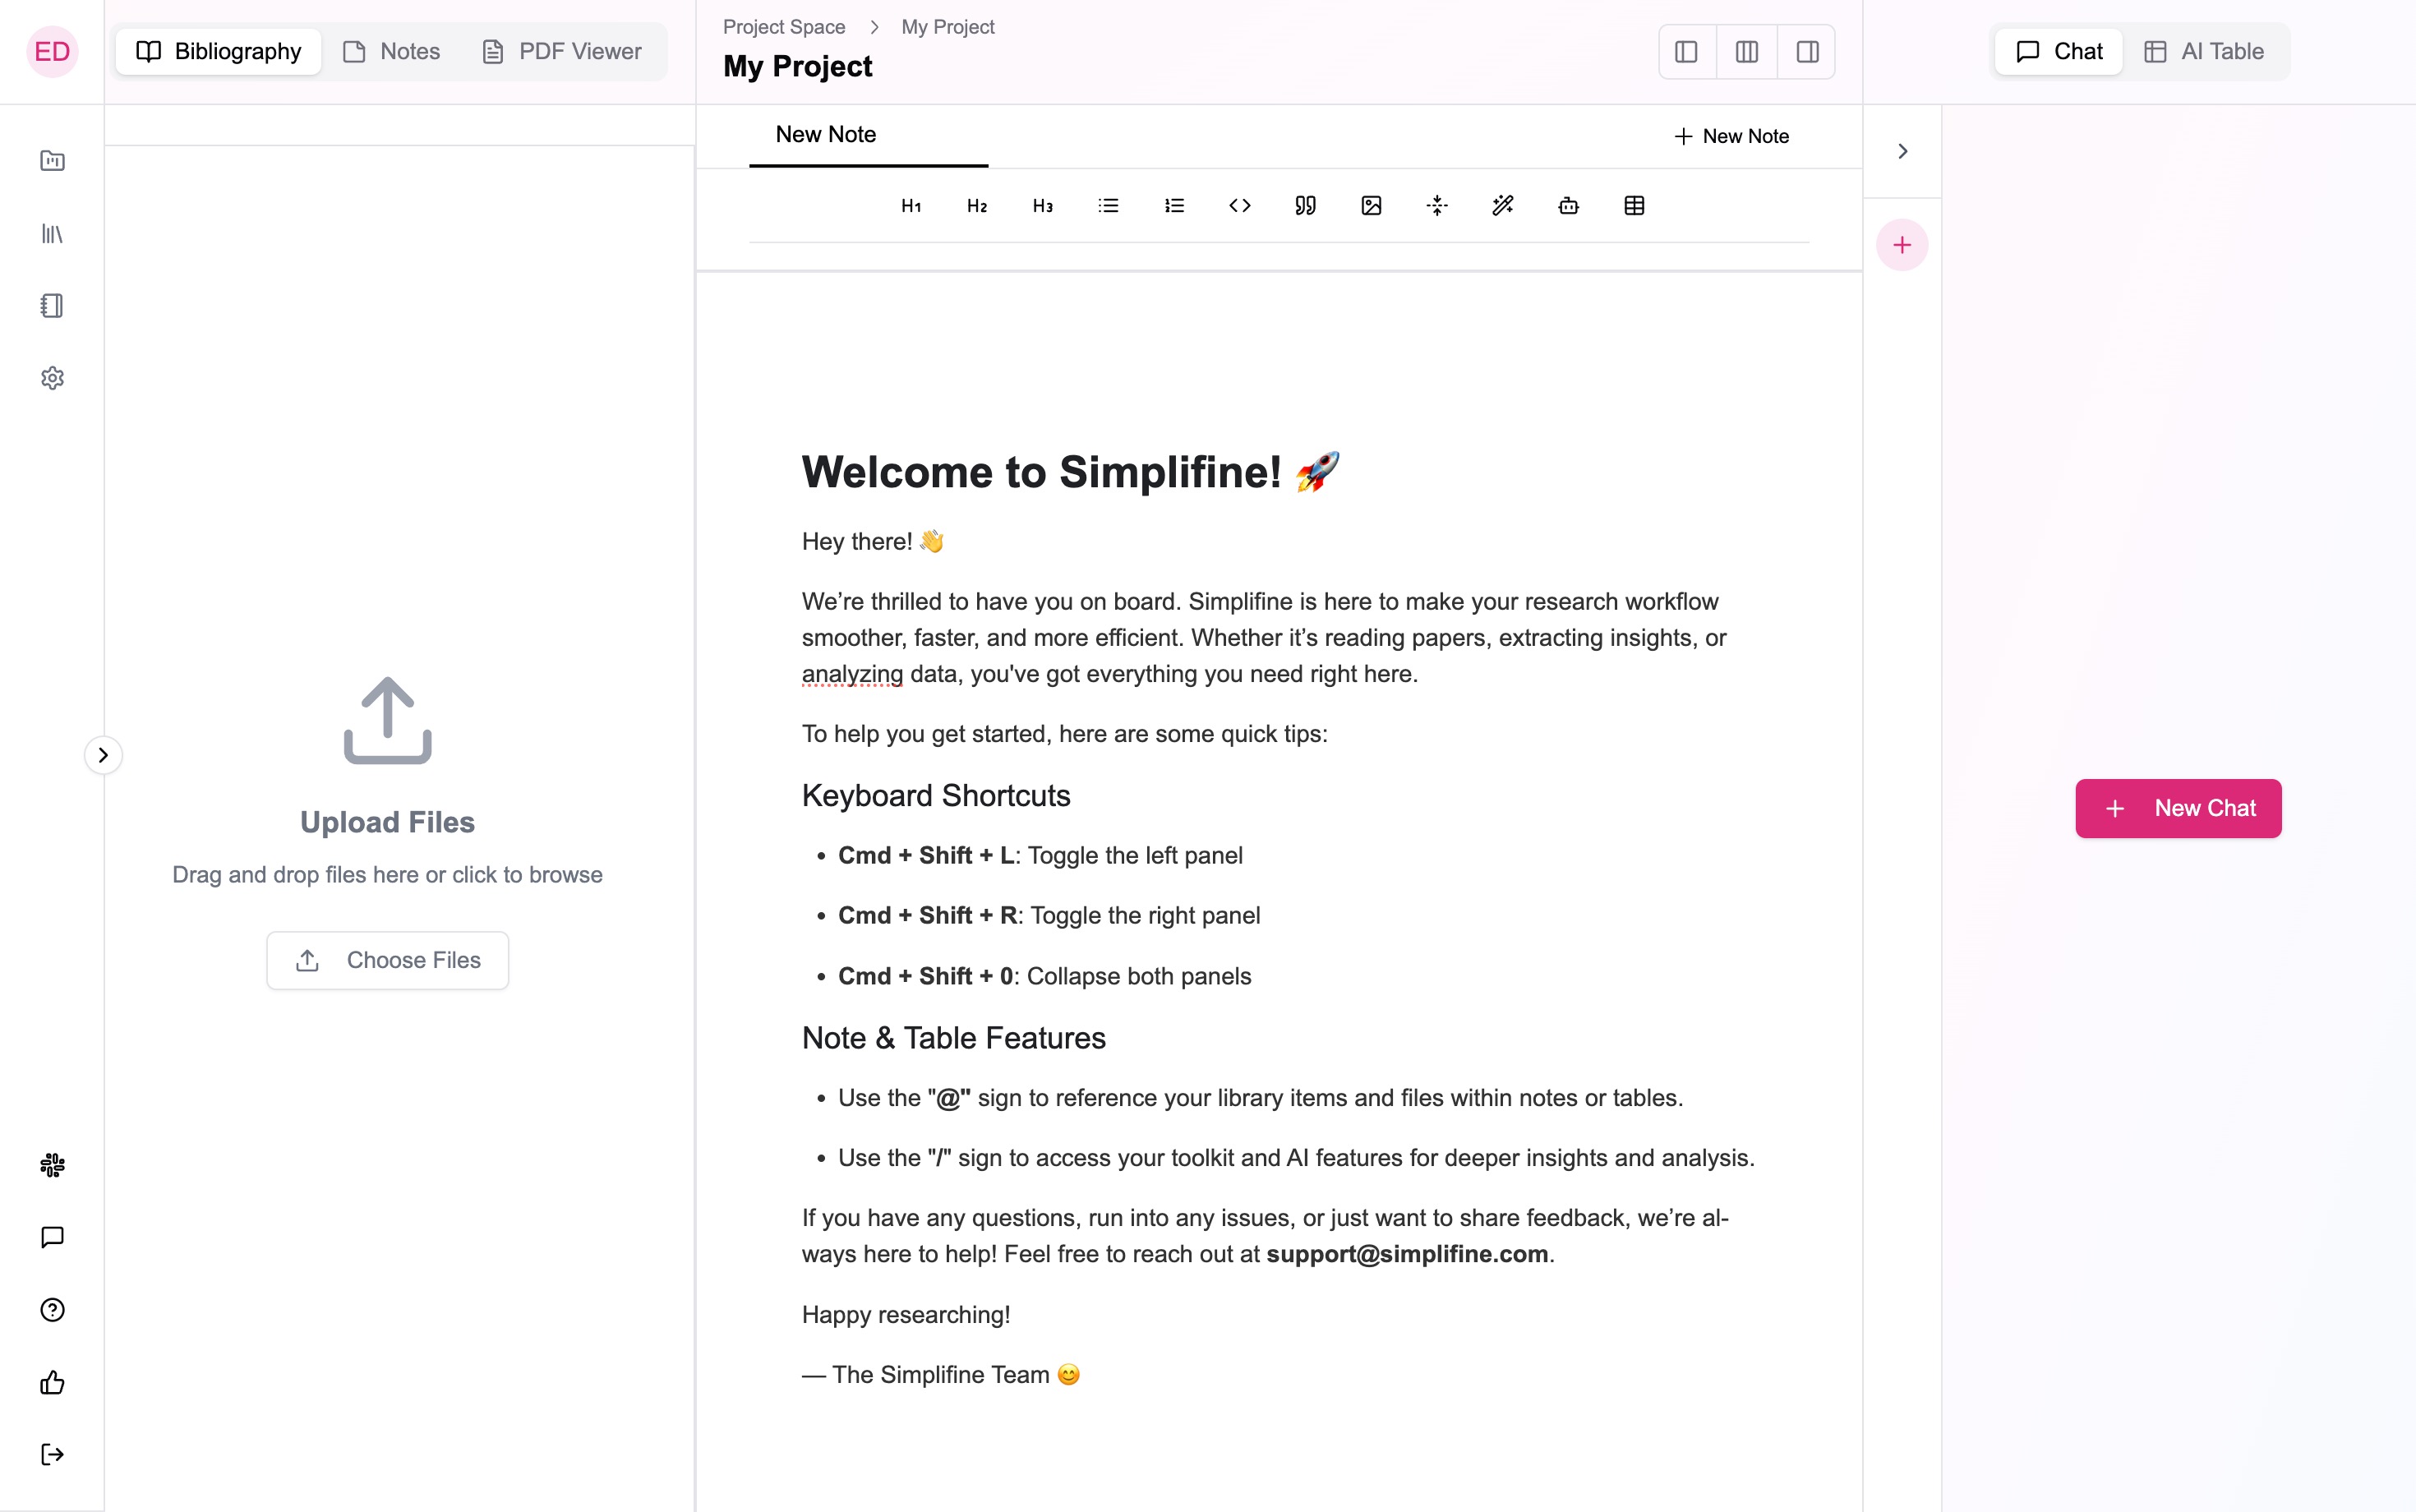 ED
Bibliography
Notes
PDF Viewer
Project Space
My Project
My Project
Chat
AI Table
New Note
New Note
H1
H2
H3
Upload Files
Drag and drop files here or click to browse
Choose Files
Welcome to Simplifine! 🚀
Hey there! 👋
We’re thrilled to have you on board. Simplifine is here to make your research workflow
smoother, faster, and more efficient. Whether it’s reading papers, extracting insights, or
analyzing data, you've got everything you need right here.
To help you get started, here are some quick tips:
Keyboard Shortcuts
• Cmd + Shift + L: Toggle the left panel
• Cmd + Shift + R: Toggle the right panel
• Cmd + Shift + 0: Collapse both panels
Note & Table Features
• Use the "@" sign to reference your library items and files within notes or tables.
• Use the "/" sign to access your toolkit and AI features for deeper insights and analysis.
If you have any questions, run into any issues, or just want to share feedback, we’re al-
ways here to help! Feel free to reach out at support@simplifine.com.
Happy researching!
— The Simplifine Team 😊
New Chat